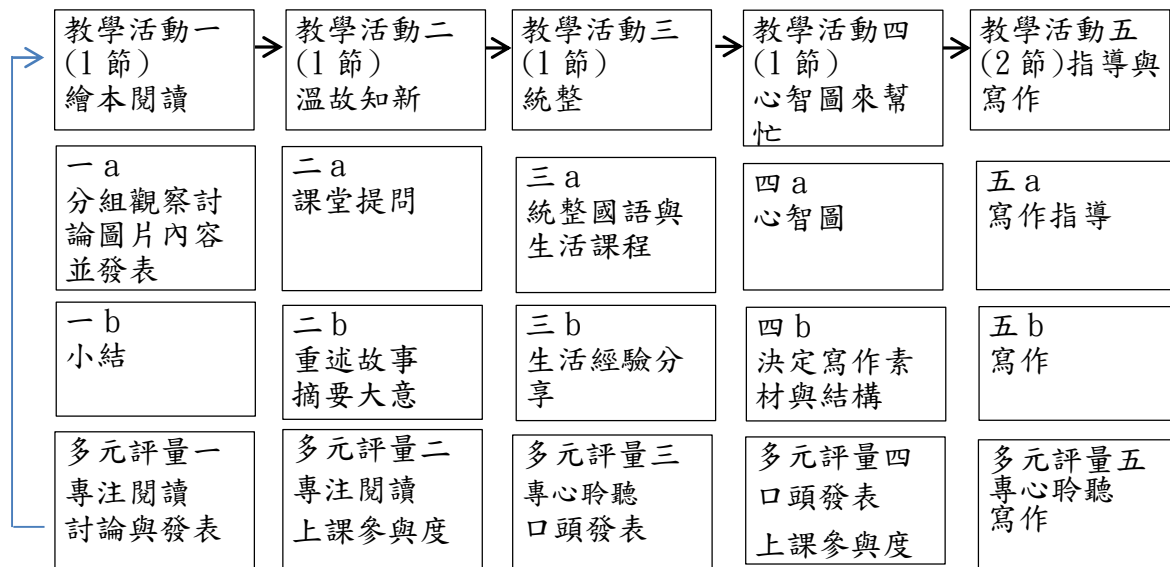 教學活動一
(1 節)
繪本閱讀
教學活動二
(1 節)
溫故知新
教學活動三
(1 節)
統整
教學活動四
(1 節)
心智圖來幫
忙
教學活動五
(2 節)指導與
寫作
一 a
分組觀察討
論圖片內容
並發表
二 a
課堂提問
三 a
統整國語與
生活課程
四 a
心智圖
五 a
寫作指導
一 b
小結
二 b
重述故事
摘要大意
三 b
生活經驗分
享
四 b
決定寫作素
材與結構
五 b
寫作
多元評量一
專注閱讀
討論與發表
多元評量二
專注閱讀
上課參與度
多元評量三
專心聆聽
口頭發表
多元評量四
口頭發表
上課參與度
多元評量五
專心聆聽
寫作